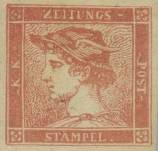 ZEITUNGS
K.K.
POST-
STAMPEL.